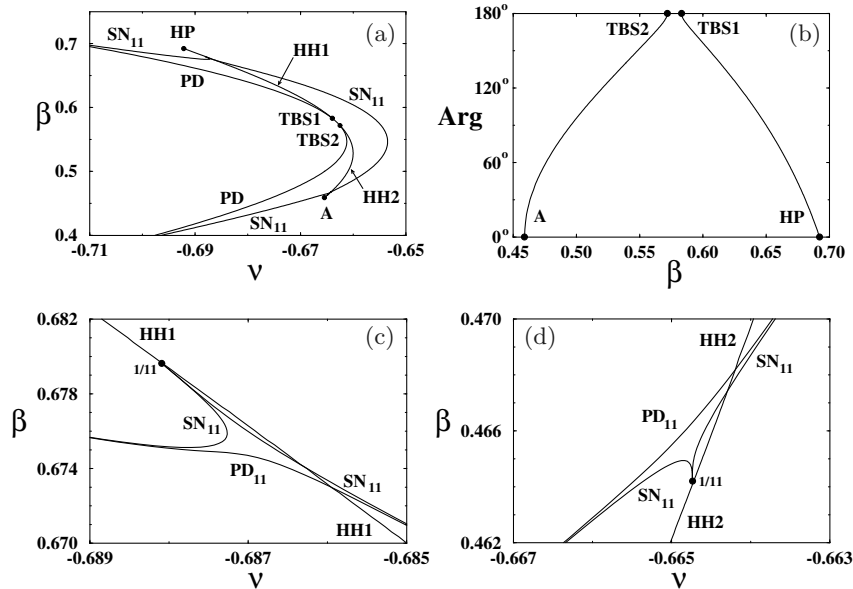 (a)
SN11
HP
HH1
PD
SN11
TBS1
TBS2
PD
HH2
A
SN11
β
0.7
0.6
0.5
0.4
-0.71
-0.69
-0.67
-0.65
ν
(b)
TBS2
TBS1
A
HP
Arg
180°
120°
60°
0°
0.45
0.50
0.55
0.60
0.65
0.70
β
(c)
HH1
1/11
SN11
PD11
SN11
HH1
β
0.682
0.678
0.674
0.670
-0.689
-0.687
-0.685
ν
(d)
HH2
SN11
PD11
1/11
SN11
HH2
β
0.470
0.466
0.462
-0.667
-0.665
-0.663
ν